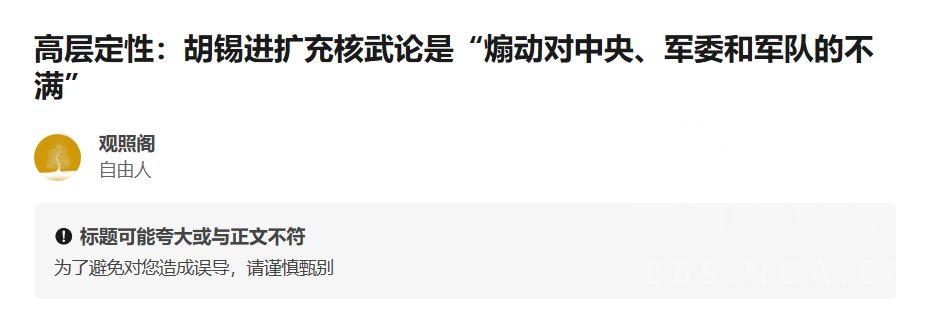 高层定性：胡锡进扩充核武论是“煽动对中央、军委和军队的不
满”
观照阁
自由人
标题可能夸大或与正文不符
为了避免对您造成误导，请谨慎甄别
BBS.NGA.C